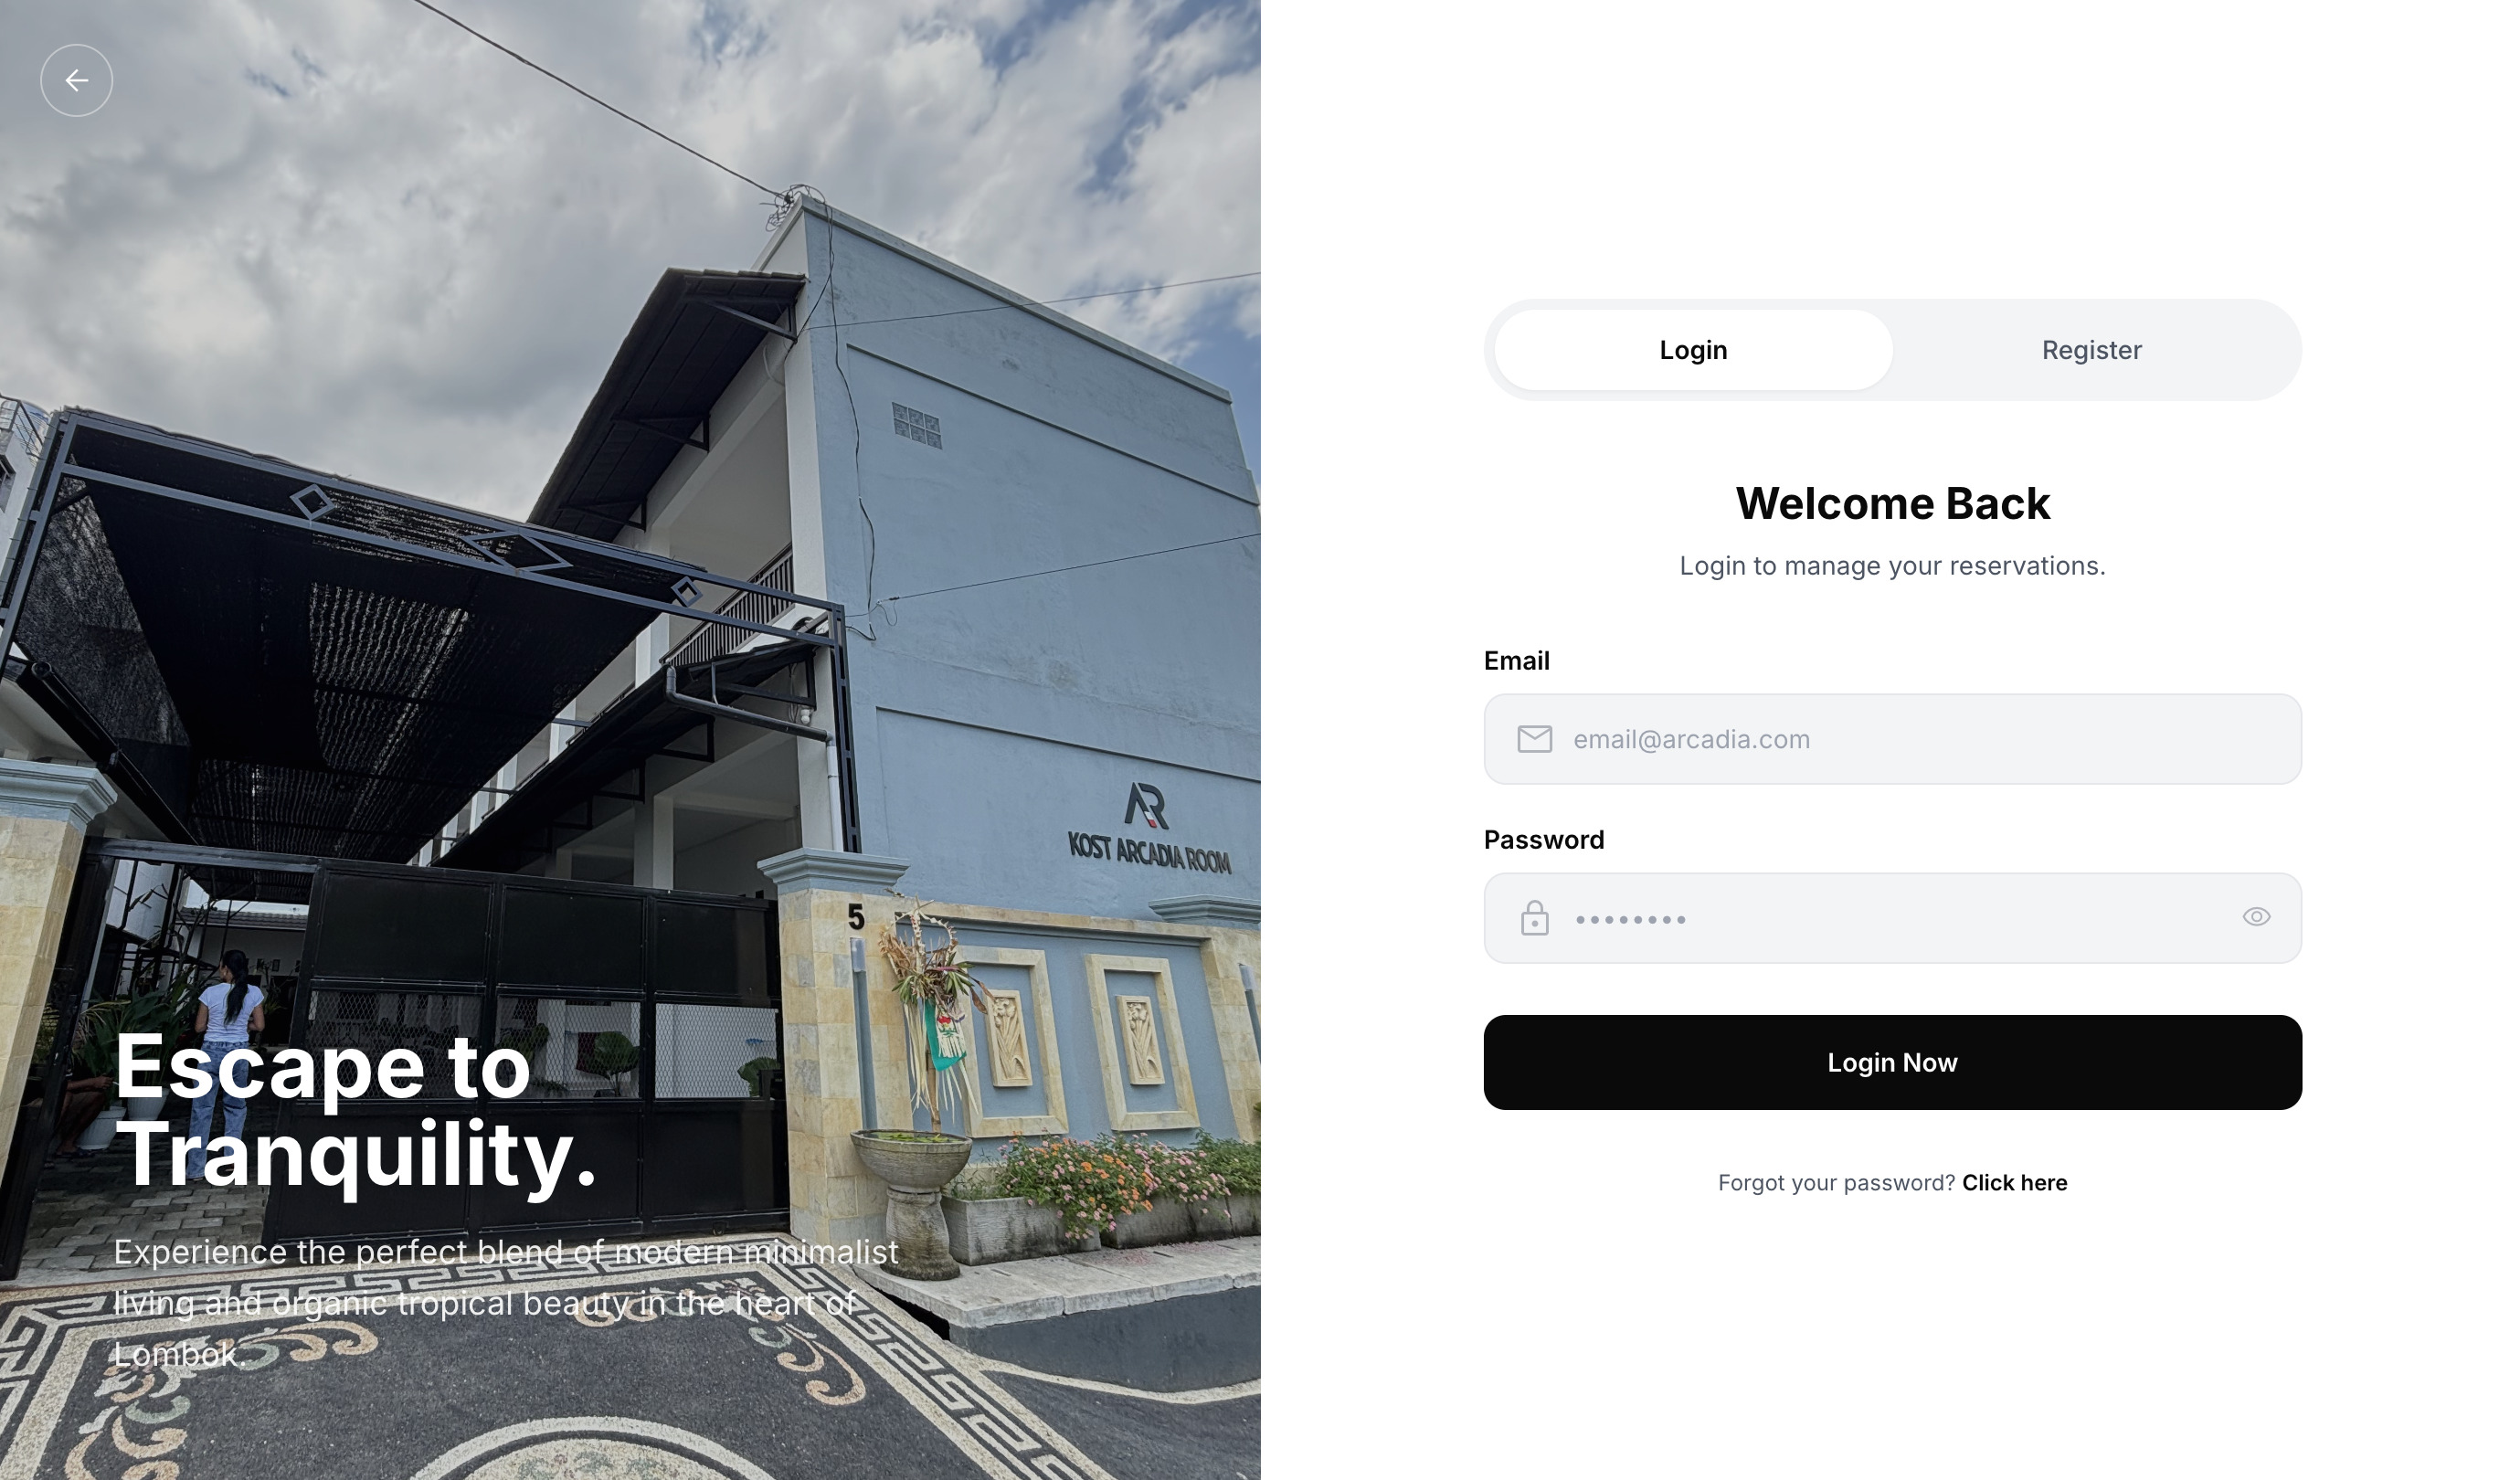 KOST ARCADIA ROOM
5
Escape to
Tranquility.
Experience the perfect blend of modern minimalist
living and organic tropical beauty in the heart of
Lombok.
Login
Register
Welcome Back
Login to manage your reservations.
Email
email@arcadia.com
Password
Login Now
Forgot your password? Click here